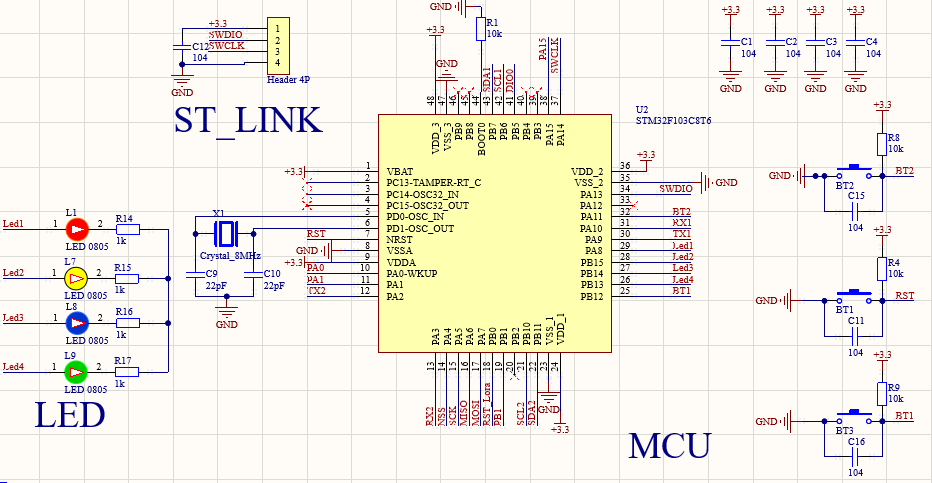 +3.3
SWDIO
SWCLK
C12
104
GND
1
2
3
4
Header 4P
ST_LINK
GND
R1
10k
+3.3
GND
SDA1
SCL1
DIO0
PA15
SWCLK
48
47
46
45
44
43
42
41
40
39
38
37
VDD_3
VSS_3
PB9
PB8
BOOT0
PB7
PB6
PB5
PB4
PB3
PA15
PA14
U2
STM32F103C8T6
+3.3
+3.3
+3.3
+3.3
C1
104
C2
104
C3
104
C4
104
GND
GND
GND
GND
+3.3
1
VBAT
2
PC13-TAMPER-RT_C
3
PC14-OSC32_IN
4
PC15-OSC32_OUT
5
PD0-OSC_IN
6
PD1-OSC_OUT
RST
7
NRST
GND
8
VSSA
+3.3
9
VDDA
PA0
10
PA0-WKUP
PA1
11
PA1
TX2
12
PA2
VDD_2
36
+3.3
VSS_2
35
GND
PA13
34
SWDIO
PA12
33
PA11
32
BT2
PA10
31
RX1
PA9
30
TX1
PA8
29
Led1
PB15
28
Led2
PB14
27
Led3
PB13
26
Led4
PB12
25
BT1
X1
Crystal_8MHz
C9
22pF
C10
22pF
GND
Led1
1
L1
2
R14
1k
LED 0805
Led2
1
L7
2
R15
1k
LED 0805
Led3
1
L8
2
R16
1k
LED 0805
Led4
1
L9
2
R17
1k
LED 0805
LED
PA3
PA4
PA5
PA6
PA7
PB0
PB1
PB2
PB10
PB11
VSS_1
VDD_1
13
14
15
16
17
18
19
20
21
22
23
24
RX2
NSS
SCK
MISO
MOSI
RST_Lora
PB1
SCL2
SDA2
GND
+3.3
MCU
+3.3
R8
10k
GND
BT2
BT2
C15
104
+3.3
R4
10k
GND
BT1
RST
C11
104
+3.3
R9
10k
GND
BT3
BT1
C16
104